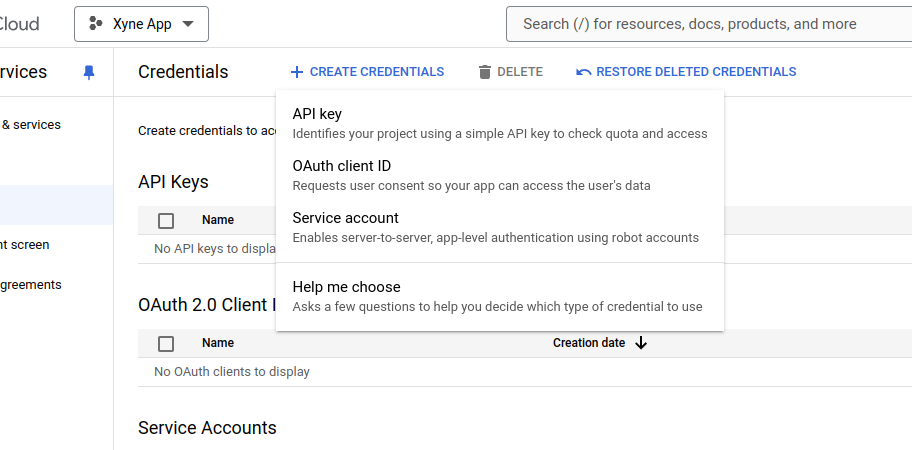 Cloud
Xyne App
Search (/) for resources, docs, products, and more
rvices
Credentials
CREATE CREDENTIALS
DELETE
RESTORE DELETED CREDENTIALS
& services
nt screen
greements
Create credentials to acc
API key
Identifies your project using a simple API key to check quota and access
OAuth client ID
Requests user consent so your app can access the user's data
Service account
Enables server-to-server, app-level authentication using robot accounts
Help me choose
Asks a few questions to help you decide which type of credential to use
API Keys
Name
No API keys to displa
OAuth 2.0 Client I
Name
Creation date
No OAuth clients to display
Service Accounts